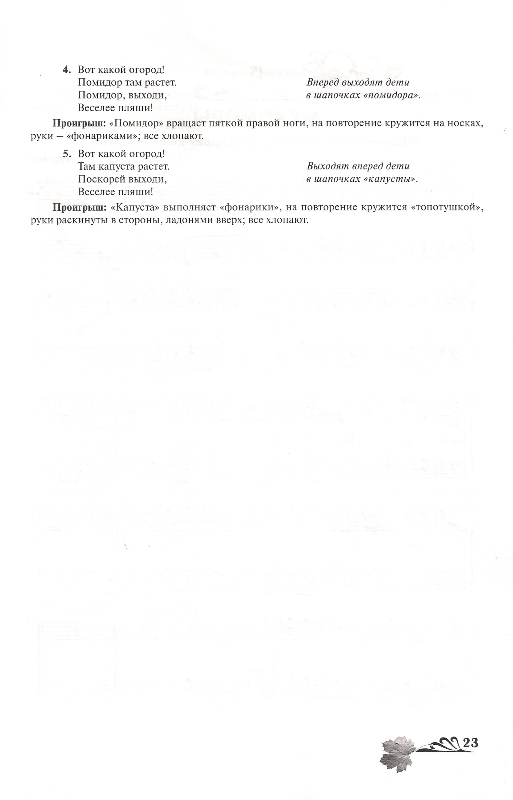 4. Вот какой огород!
Помидор там растет. Вперед выходят дети
Помидор, выходи, в шапочках «помидора».
Веселее пляши!
Проигрыш: «Помидор» вращает пяткой правой ноги, на повторение кружится на носках,
руки – «фонариками»; все хлопают.
5. Вот какой огород!
Там капуста растет. Выходят вперед дети
Поскорей выходи, в шапочках «капусты».
Веселее пляши!
Проигрыш: «Капуста» выполняет «фонарики», на повторение кружится «топотушкой»,
руки раскинуты в стороны, ладонями вверх; все хлопают.
23